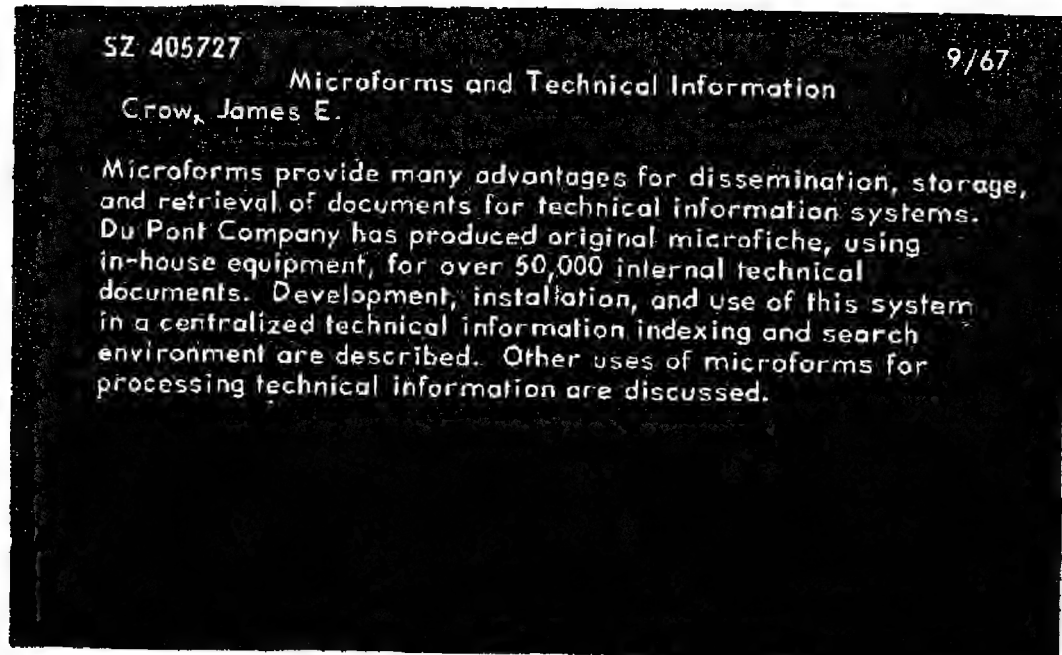 SZ 405727 9/67
Microforms and Technical Information
Crow, James E.
Microforms provide many advantages for dissemination, storage,
and retrieval of documents for technical information systems.
Du Pont Company has produced original microfiche, using
in-house equipment, for over 50,000 internal technical
documents. Development, installation, and use of this system
in a centralized technical information indexing and search
environment are described. Other uses of microforms for
processing technical information are discussed.